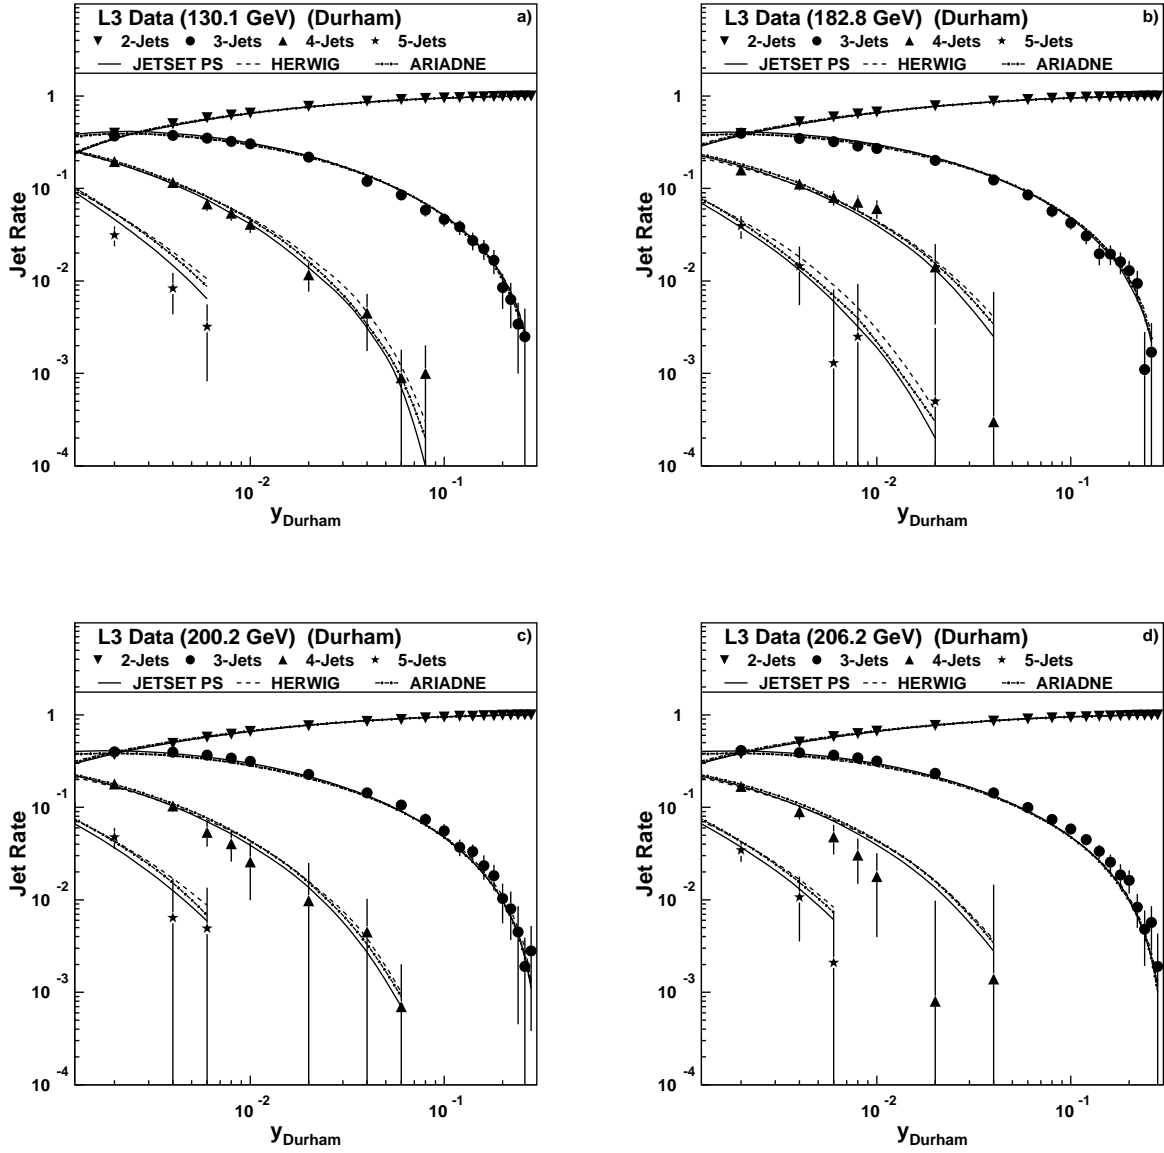 L3 Data (130.1 GeV) (Durham) a)
2-Jets 3-Jets 4-Jets 5-Jets
JETSET PS HERWIG ARIADNE
1
10 -1
10 -2
10 -3
10 -4
Jet Rate
10 -2 10 -1
yDurham
L3 Data (182.8 GeV) (Durham) b)
2-Jets 3-Jets 4-Jets 5-Jets
JETSET PS HERWIG ARIADNE
1
10 -1
10 -2
10 -3
10 -4
Jet Rate
10 -2 10 -1
yDurham
L3 Data (200.2 GeV) (Durham) c)
2-Jets 3-Jets 4-Jets 5-Jets
JETSET PS HERWIG ARIADNE
1
10 -1
10 -2
10 -3
10 -4
Jet Rate
10 -2 10 -1
yDurham
L3 Data (206.2 GeV) (Durham) d)
2-Jets 3-Jets 4-Jets 5-Jets
JETSET PS HERWIG ARIADNE
1
10 -1
10 -2
10 -3
10 -4
Jet Rate
10 -2 10 -1
yDurham